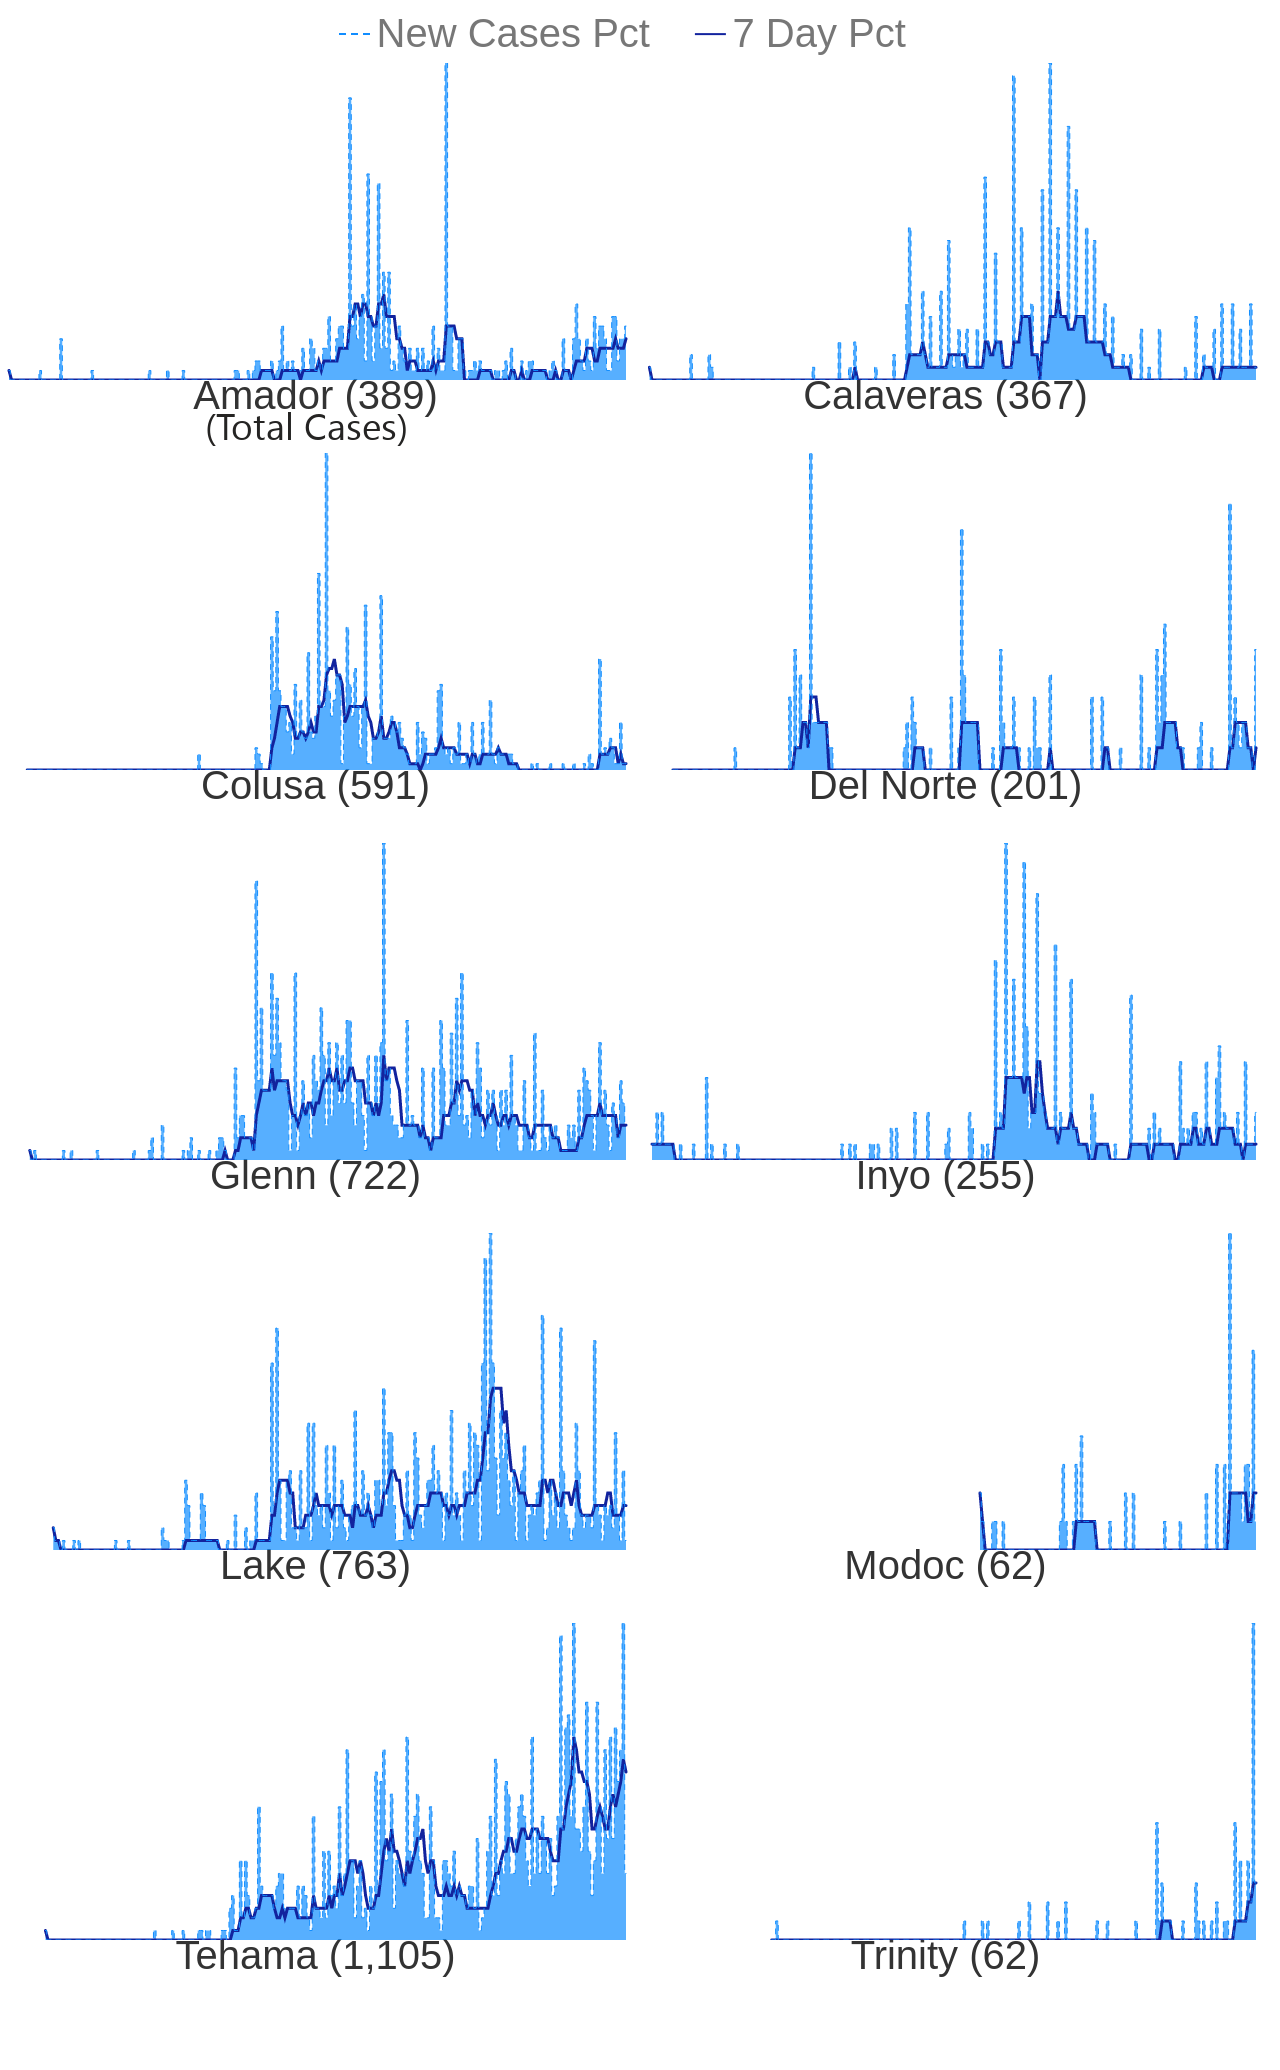 New Cases Pct 7 Day Pct
Amador (389) Calaveras (367)
(Total Cases)
Colusa (591) Del Norte (201)
Glenn (722) Inyo (255)
Lake (763) Modoc (62)
Tehama (1,105) Trinity (62)